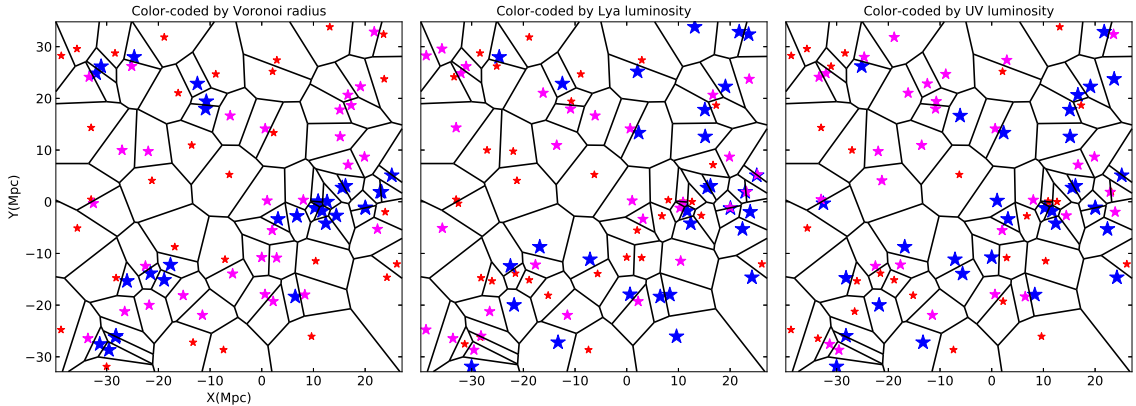 Color-coded by Voronoi radius
Color-coded by Lya luminosity
Color-coded by UV luminosity
30
20
10
0
−10
−20
−30
Y(Mpc)
−30 −20 −10 0 10 20
−30 −20 −10 0 10 20
−30 −20 −10 0 10 20
X(Mpc)